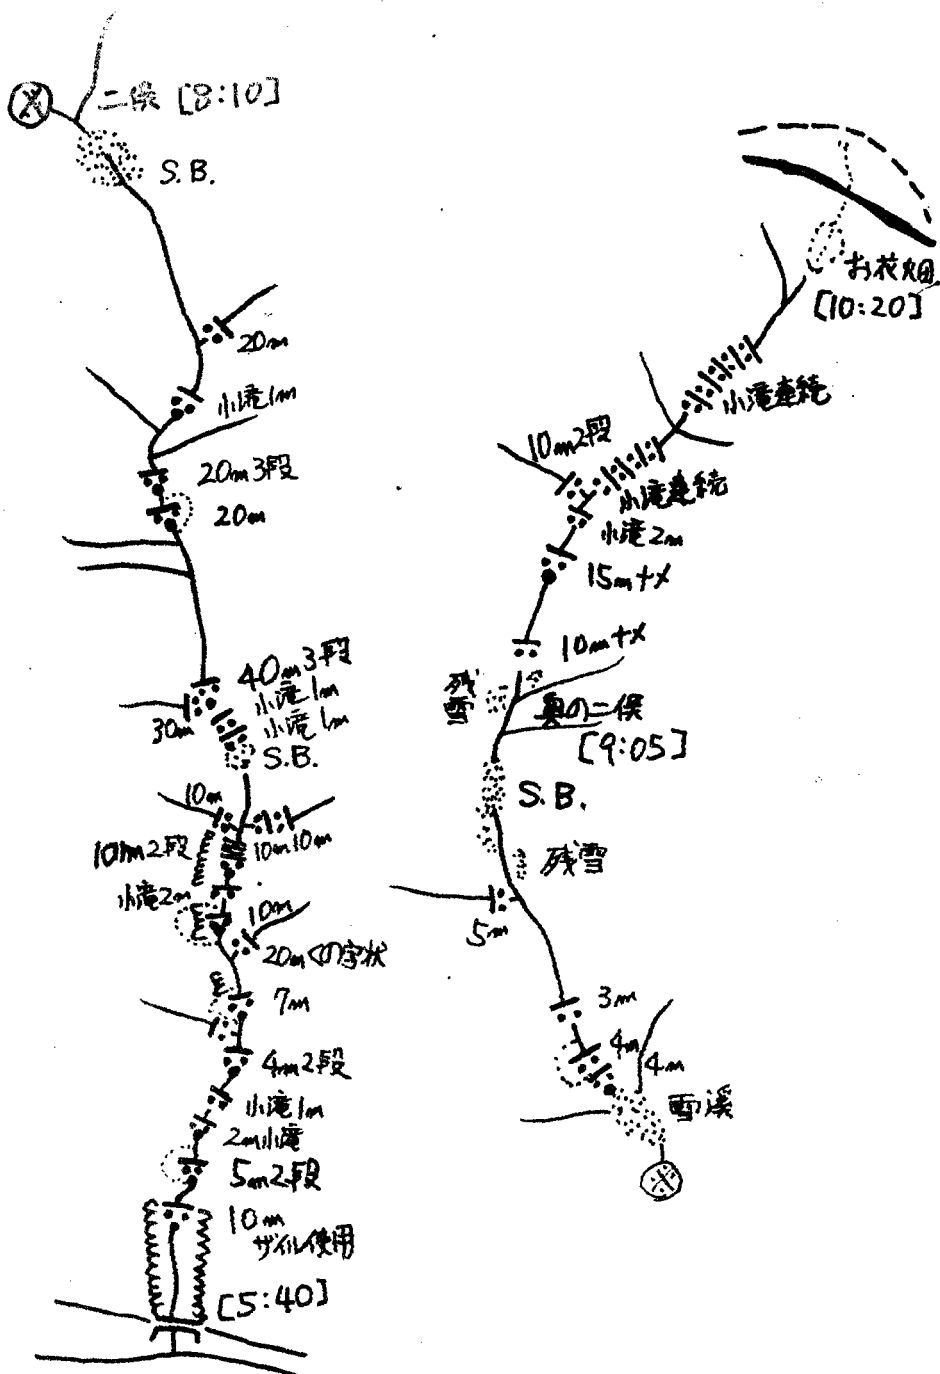 二俣 [8:10]
S.B.
20m
小滝1m
20m3段
20m
40m3段
小滝1m
小滝1m
30m
S.B.
10m
10m10m
10m2段
小滝2m
10m
20mくの字状
7m
4m2段
小滝1m
2m小滝
5m2段
10m
ザイル使用
[5:40]
お花畑
[10:20]
小滝連続
10m2段
小滝連続
小滝2m
15m+x
10m+x
残雪
奥の二俣
[9:05]
S.B.
残雪
5m
3m
4m
4m
雪渓